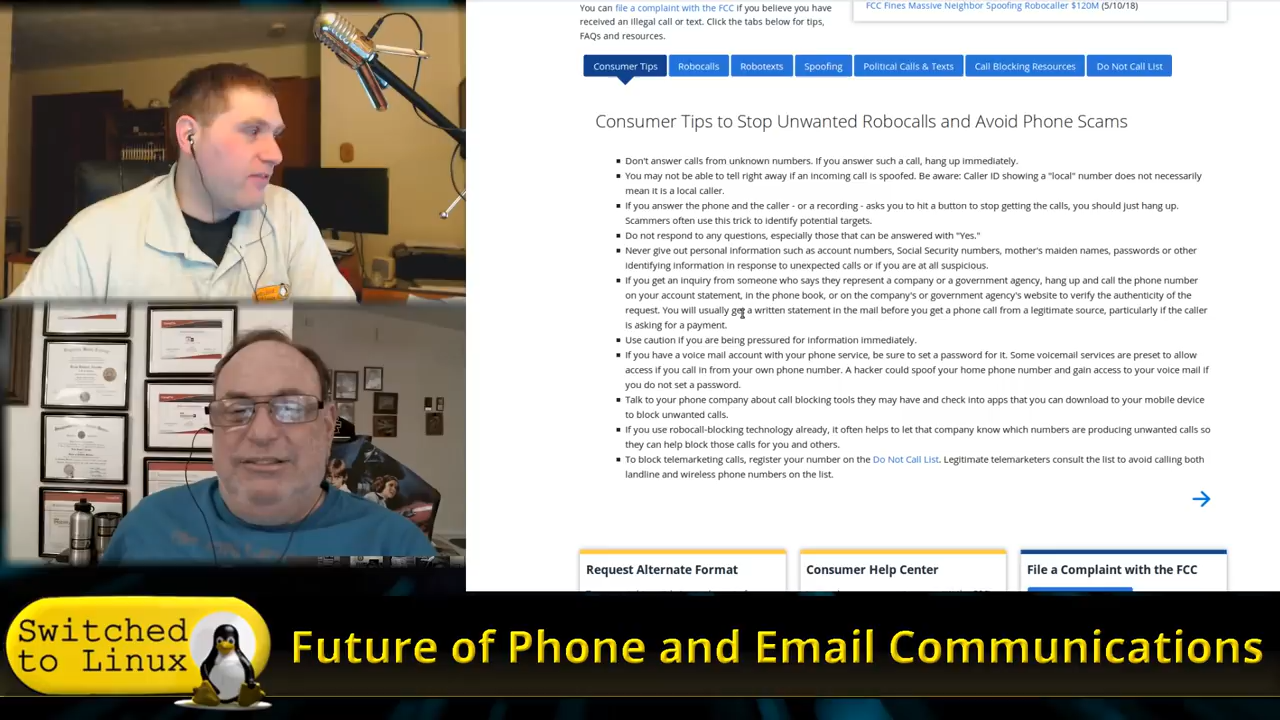 You can file a complaint with the FCC if you believe you have
received an illegal call or text. Click the tabs below for tips,
FAQs and resources.
FCC Fines Massive Neighbor Spoofing Robocaller $120M (5/10/18)
Consumer Tips
Robocalls
Robotexts
Spoofing
Political Calls & Texts
Call Blocking Resources
Do Not Call List
Consumer Tips to Stop Unwanted Robocalls and Avoid Phone Scams
Don't answer calls from unknown numbers. If you answer such a call, hang up immediately.
You may not be able to tell right away if an incoming call is spoofed. Be aware: Caller ID showing a "local" number does not necessarily
mean it is a local caller.
If you answer the phone and the caller - or a recording - asks you to hit a button to stop getting the calls, you should just hang up.
Scammers often use this trick to identify potential targets.
Do not respond to any questions, especially those that can be answered with "Yes."
Never give out personal information such as account numbers, Social Security numbers, mother's maiden names, passwords or other
identifying information in response to unexpected calls or if you are at all suspicious.
If you get an inquiry from someone who says they represent a company or a government agency, hang up and call the phone number
on your account statement, in the phone book, or on the company's or government agency's website to verify the authenticity of the
request. You will usually get a written statement in the mail before you get a phone call from a legitimate source, particularly if the caller
is asking for a payment.
Use caution if you are being pressured for information immediately.
If you have a voice mail account with your phone service, be sure to set a password for it. Some voicemail services are preset to allow
access if you call in from your own phone number. A hacker could spoof your home phone number and gain access to your voice mail if
you do not set a password.
Talk to your phone company about call blocking tools they may have and check into apps that you can download to your mobile device
to block unwanted calls.
If you use robocall-blocking technology already, it often helps to let that company know which numbers are producing unwanted calls so
they can help block those calls for you and others.
To block telemarketing calls, register your number on the Do Not Call List. Legitimate telemarketers consult the list to avoid calling both
landline and wireless phone numbers on the list.
Request Alternate Format
Consumer Help Center
File a Complaint with the FCC
Switched
to Linux
Future of Phone and Email Communications